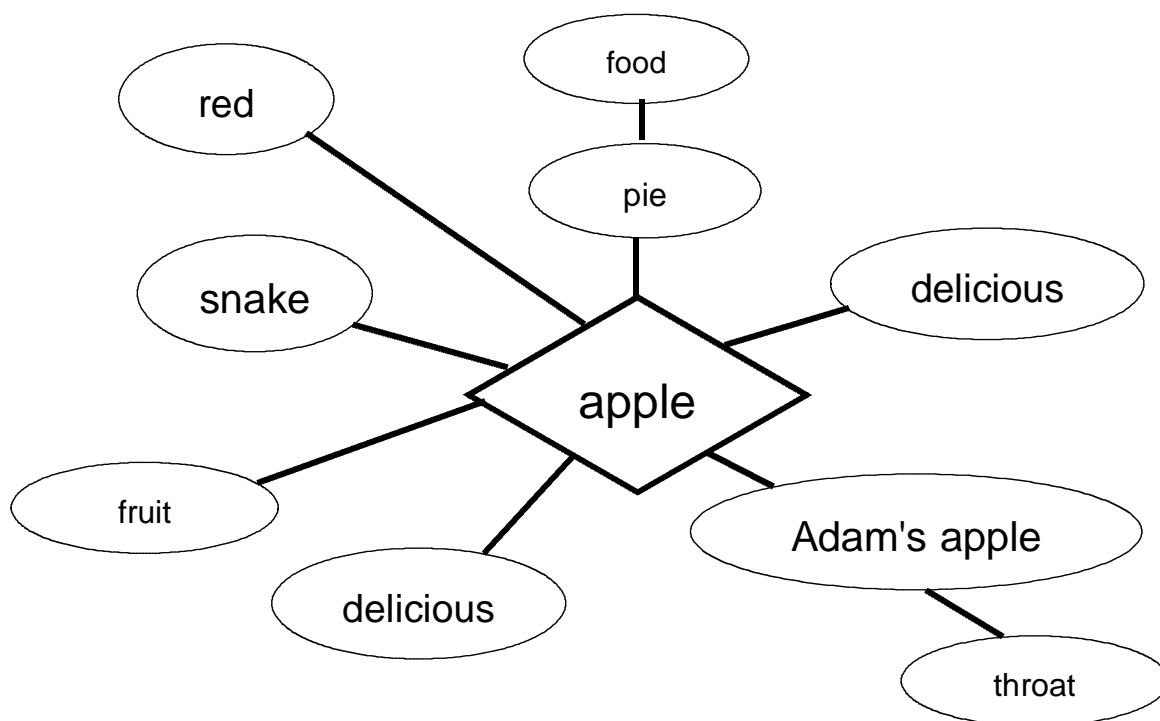 food
red
pie
snake
delicious
apple
fruit
Adam's apple
delicious
throat